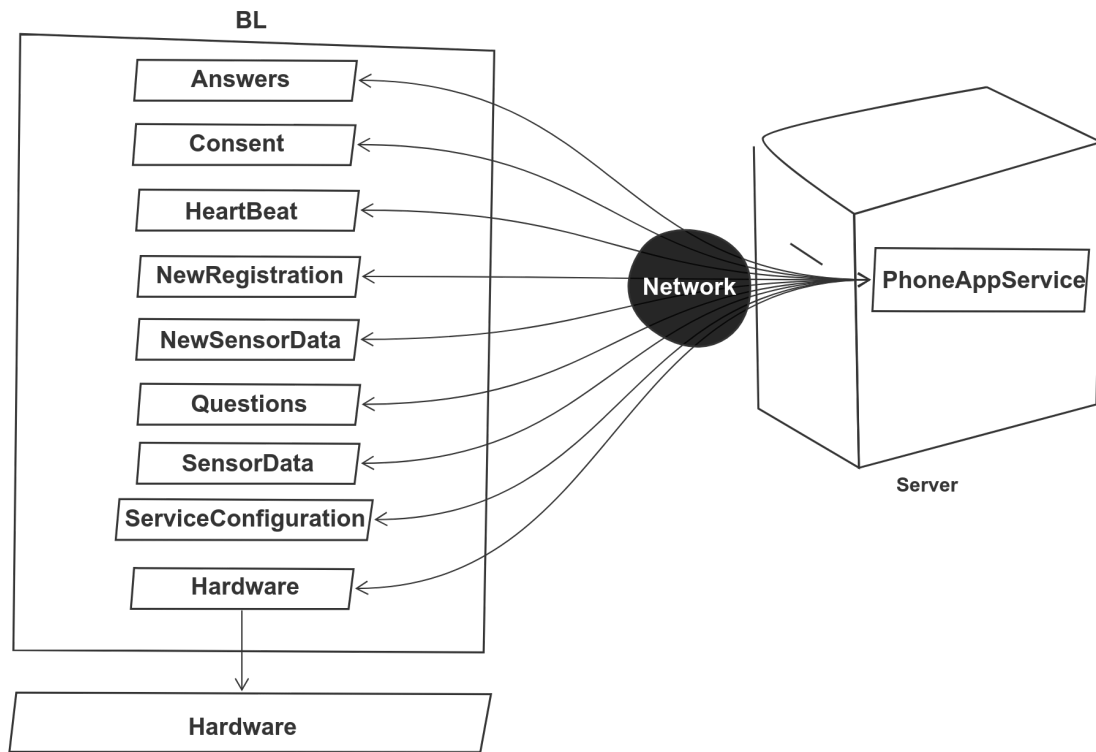 BL
Answers
Consent
HeartBeat
NewRegistration
NewSensorData
Questions
SensorData
ServiceConfiguration
Hardware
Hardware
Network
PhoneAppService
Server